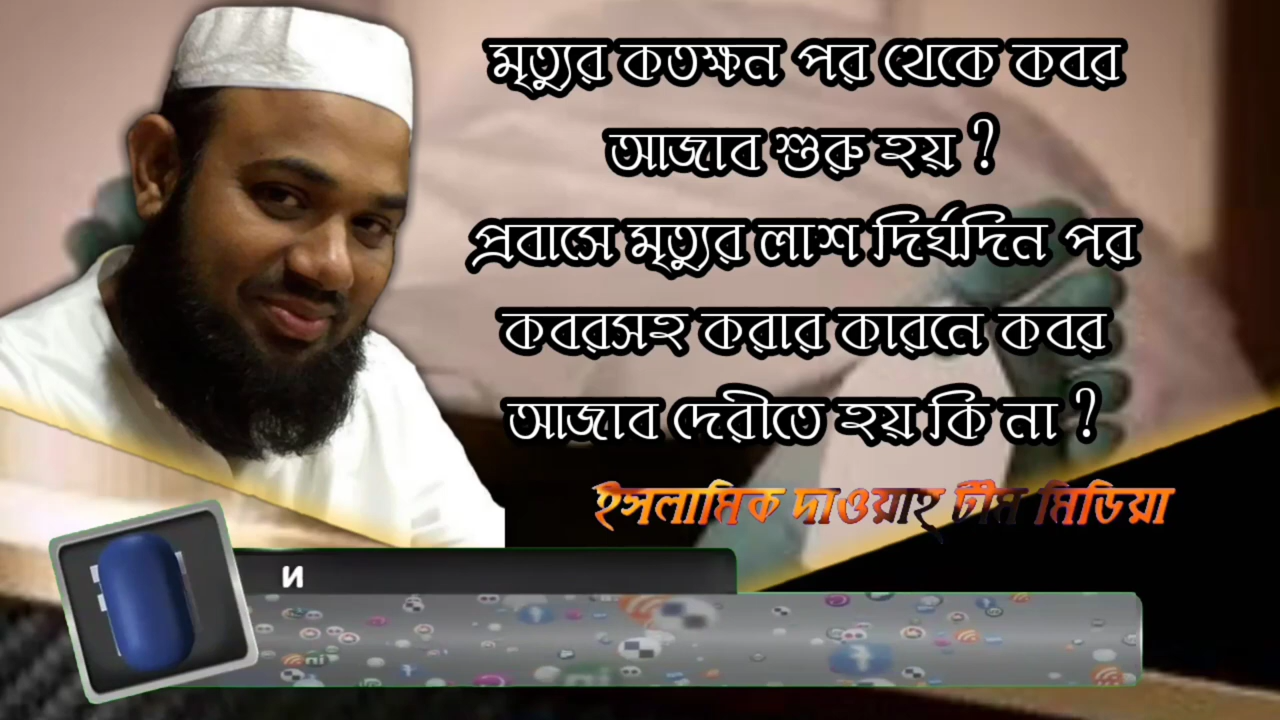 মৃত্যুর কতক্ষন পর থেকে কবর
আজাব শুরু হয় ?
প্রবাসে মৃত্যুর লাশ দির্ঘদিন পর
কবরসহ করার কারনে কবর
আজাব দেরীতে হয় কি না ?
ইসলামিক দাওয়াহ্ টীম মিডিয়া